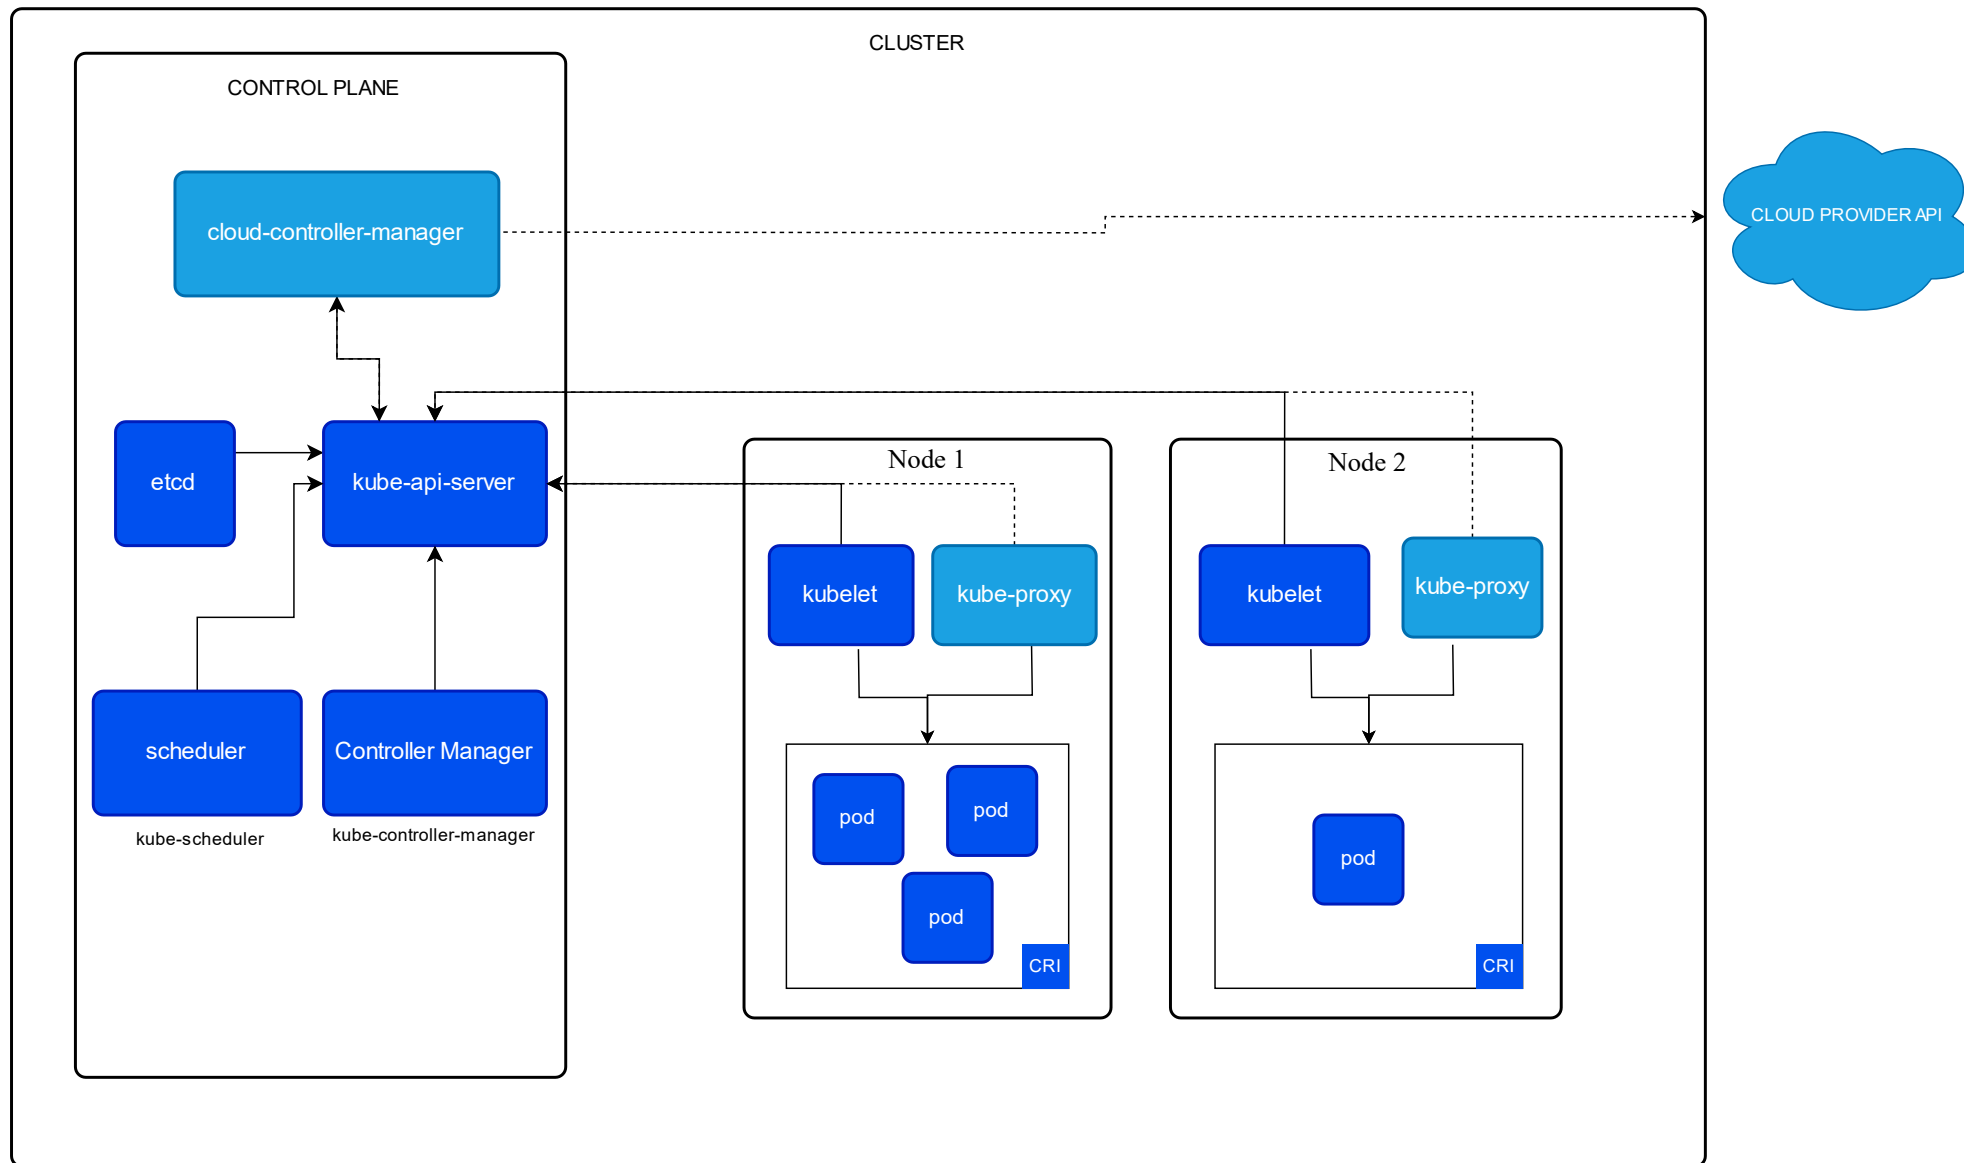 CLUSTER
CONTROL PLANE
cloud-controller-manager
CLOUD PROVIDER API
etcd
kube-api-server
scheduler
Controller Manager
kube-scheduler
kube-controller-manager
Node 1
kubelet
kube-proxy
pod
pod
pod
CRI
Node 2
kubelet
kube-proxy
pod
CRI